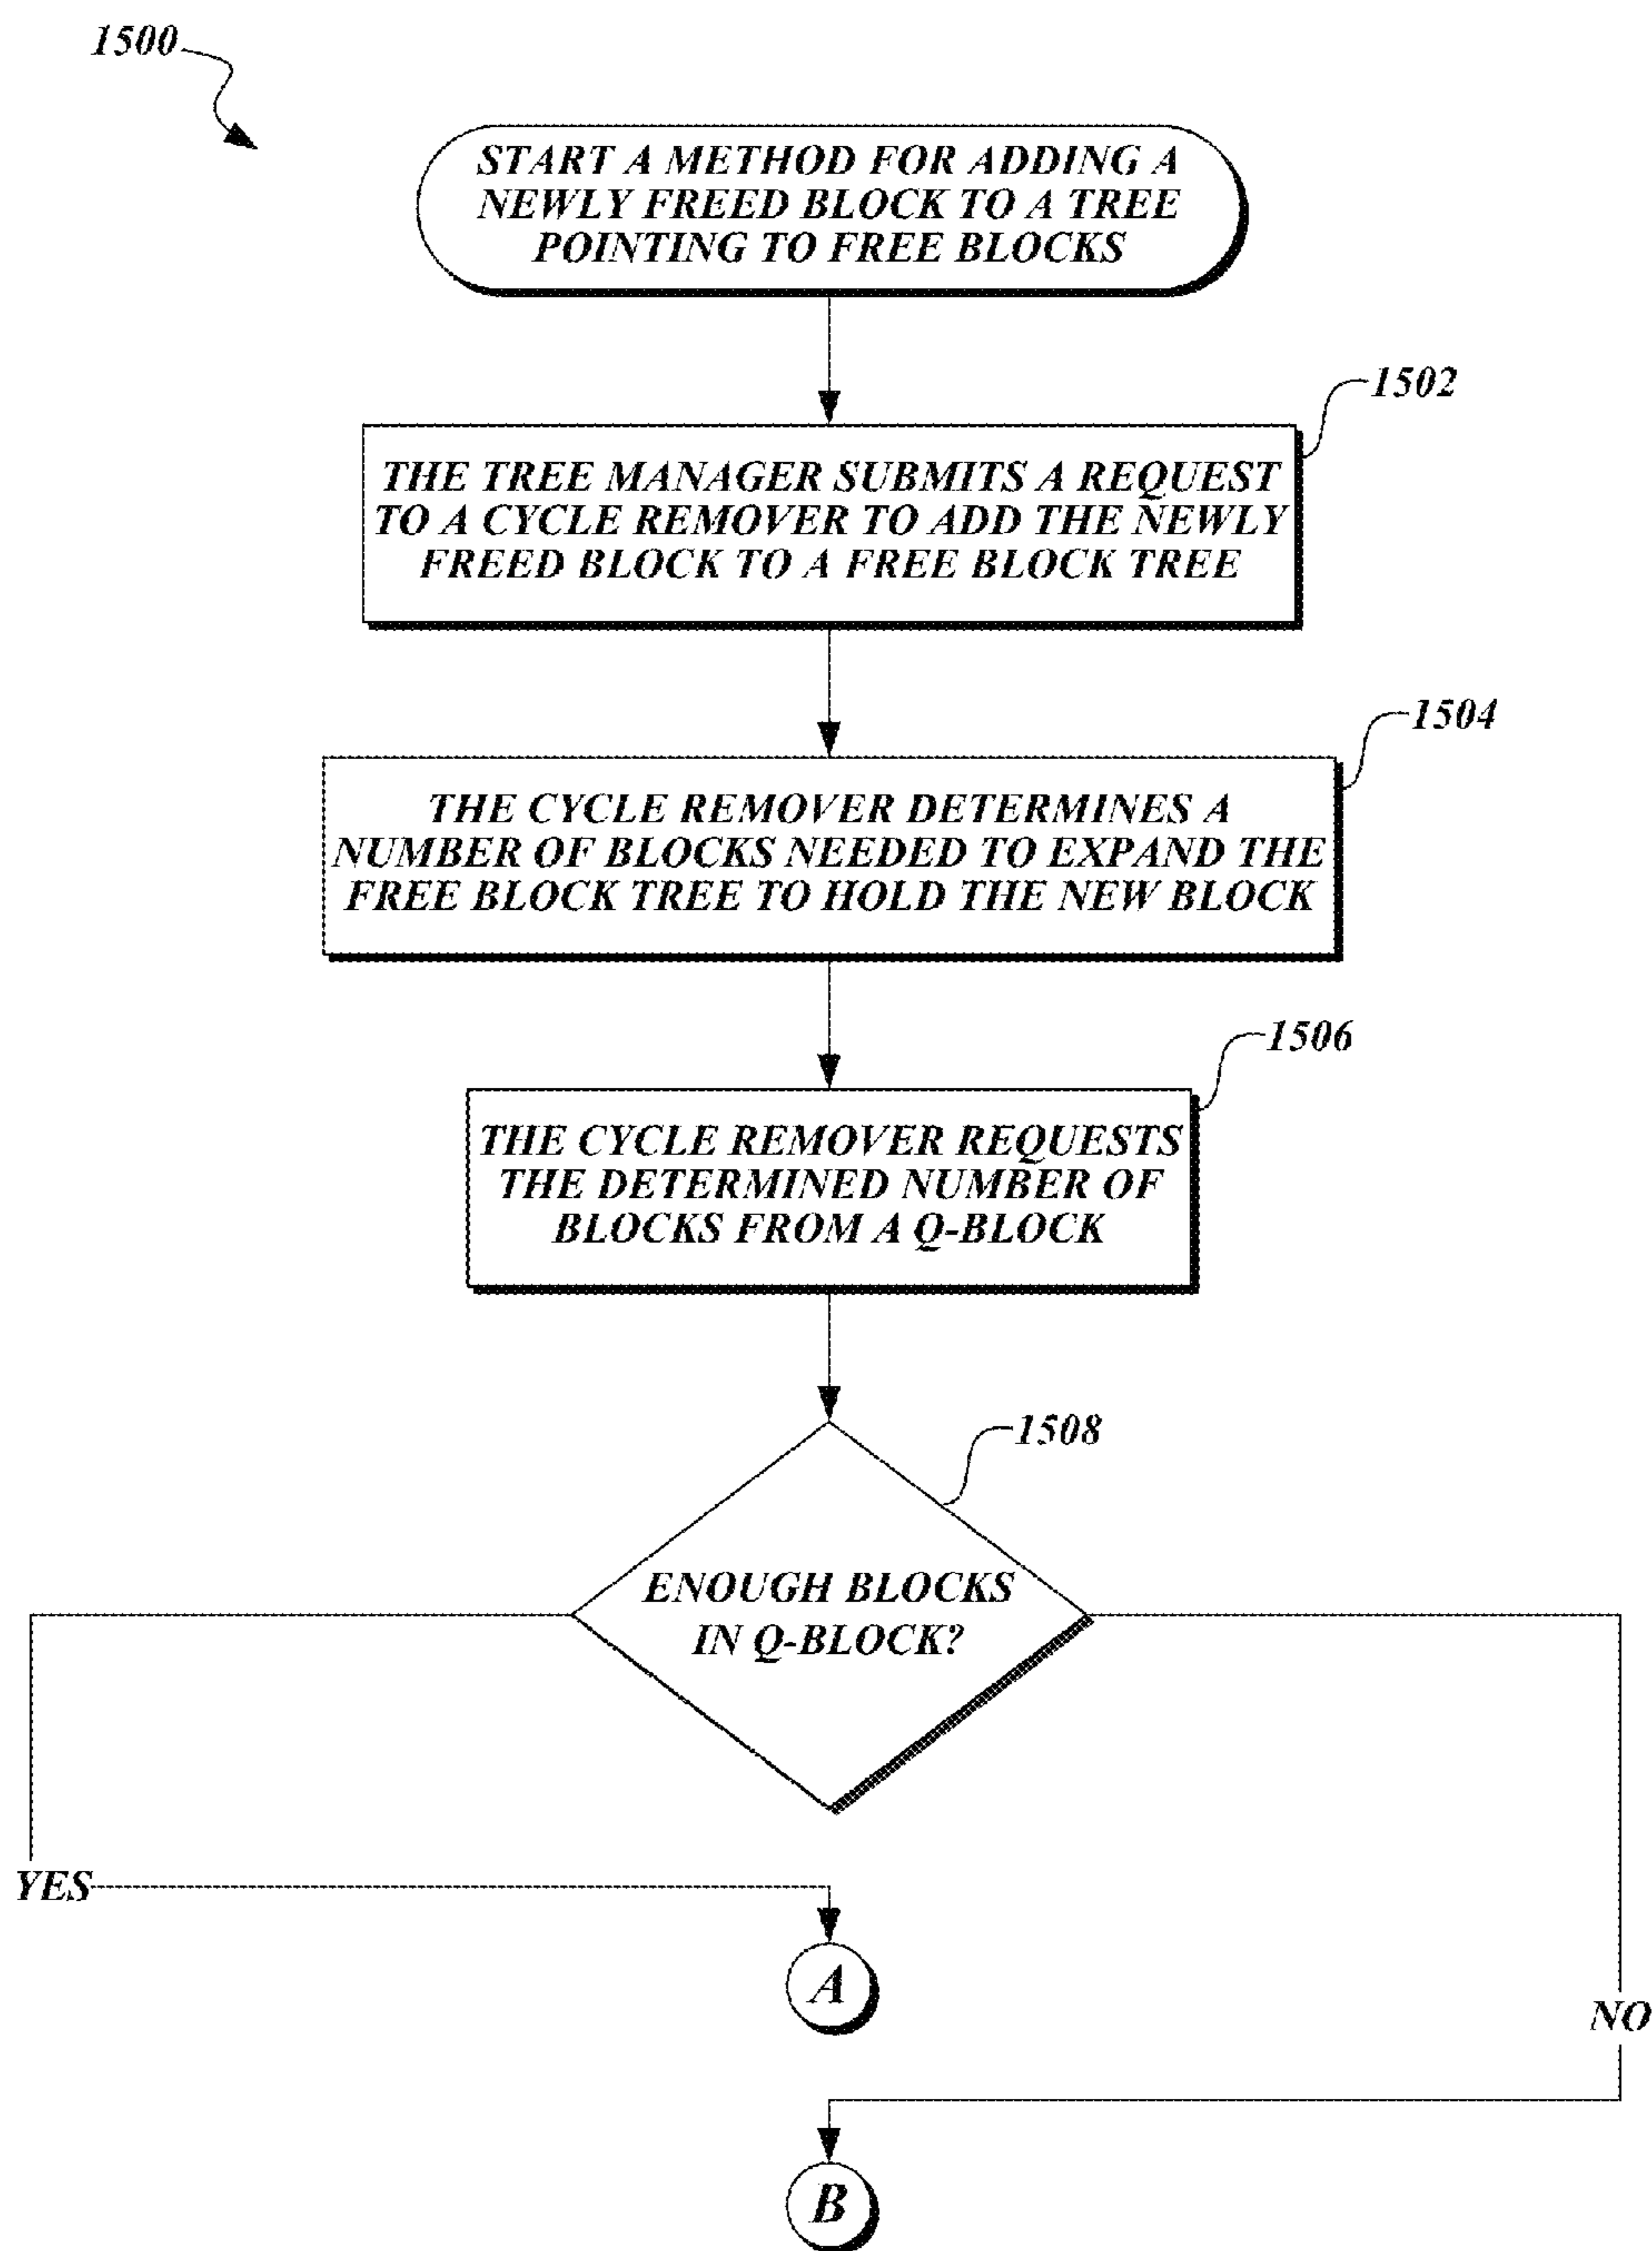 1500
START A METHOD FOR ADDING A
NEWLY FREED BLOCK TO A TREE
POINTING TO FREE BLOCKS
1502
THE TREE MANAGER SUBMITS A REQUEST
TO A CYCLE REMOVER TO ADD THE NEWLY
FREED BLOCK TO A FREE BLOCK TREE
1504
THE CYCLE REMOVER DETERMINES A
NUMBER OF BLOCKS NEEDED TO EXPAND THE
FREE BLOCK TREE TO HOLD THE NEW BLOCK
1506
THE CYCLE REMOVER REQUESTS
THE DETERMINED NUMBER OF
BLOCKS FROM A Q-BLOCK
1508
ENOUGH BLOCKS
IN Q-BLOCK?
YES
A
NO
B